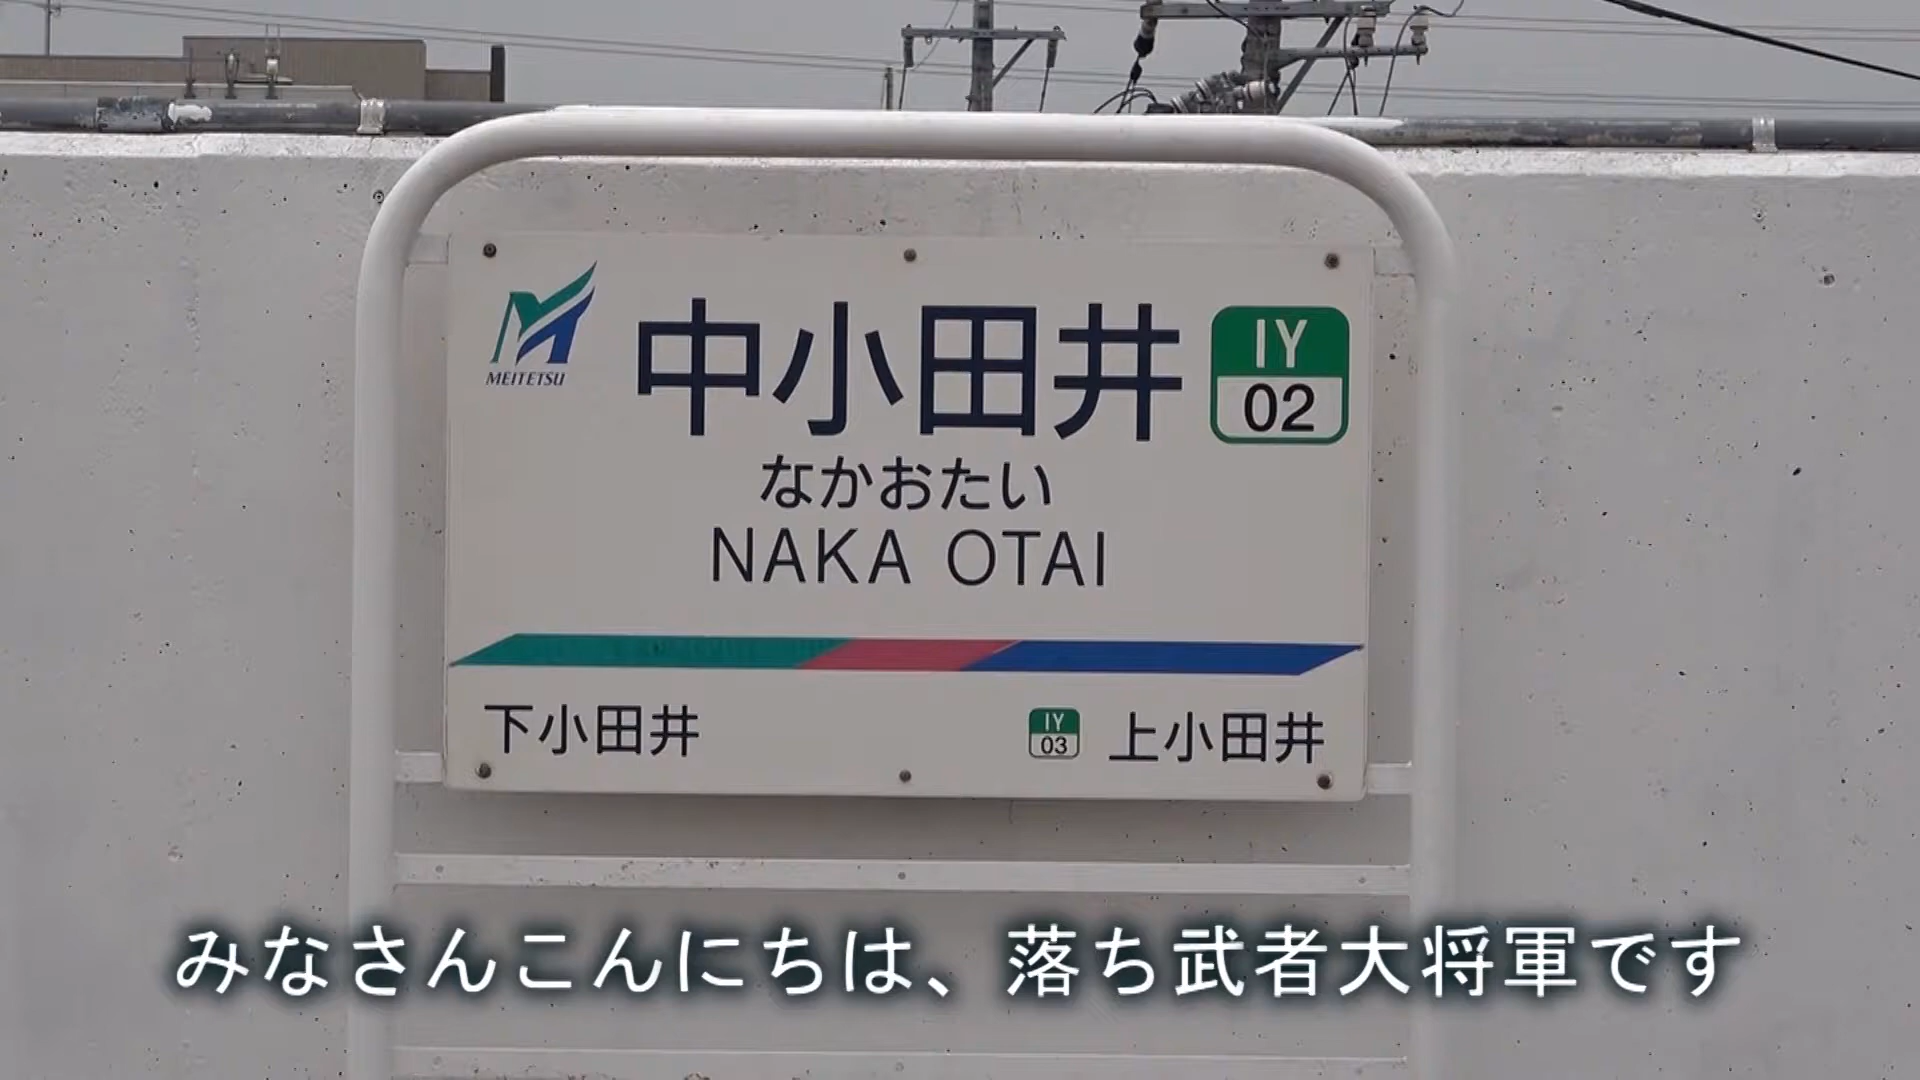 MEITETSU
中小田井
IY
02
なかおたい
NAKA OTAI
下小田井
IY
03
上小田井
みなさんこんにちは、落ち武者大将軍です